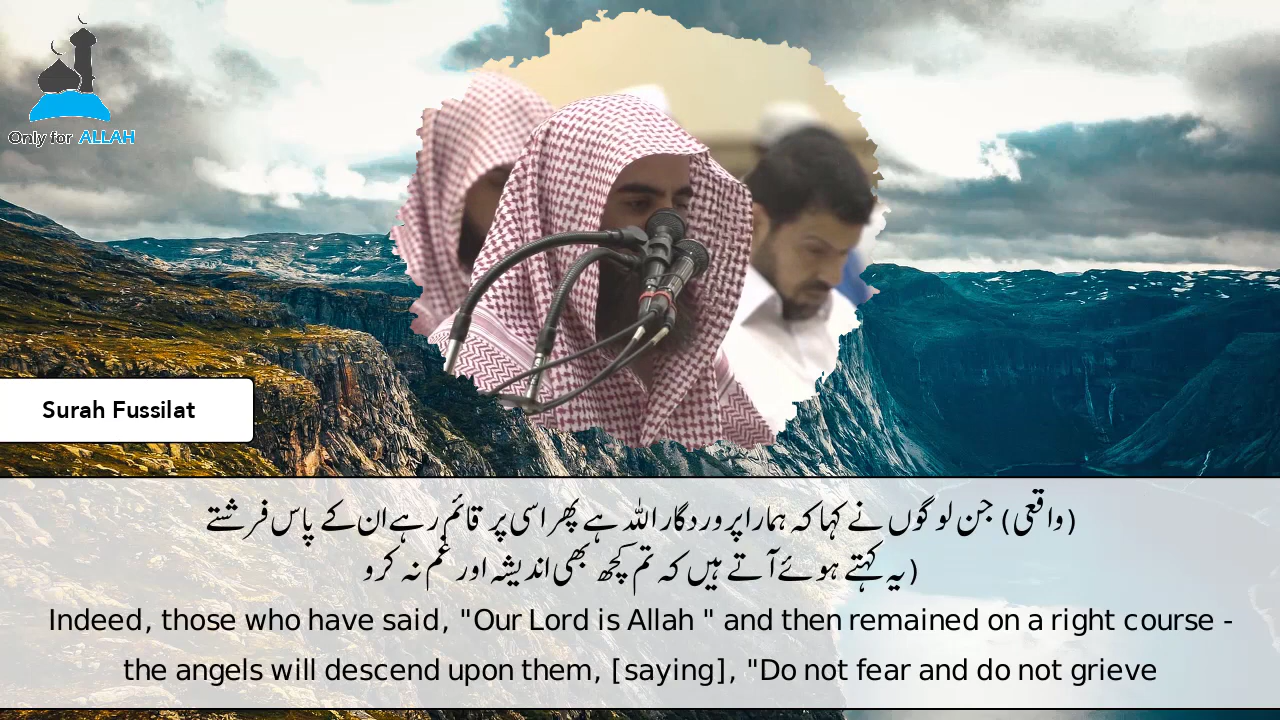 Only for ALLAH
Surah Fussilat
(واقعی) جن لوگوں نے کہا کہ ہمارا پروردگار اللہ ہے پھر اسی پر قائم رہے ان کے پاس فرشتے
(یہ کہتے ہوئے آتے ہیں کہ تم کچھ بھی اندیشہ اور غم نہ کرو
Indeed, those who have said, "Our Lord is Allah " and then remained on a right course -
the angels will descend upon them, [saying], "Do not fear and do not grieve